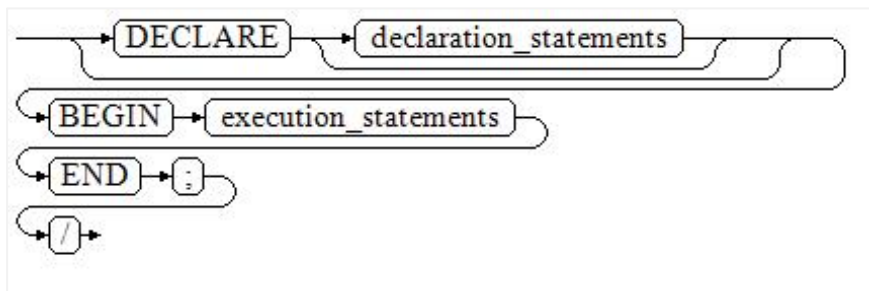 DECLARE declaration_statements
BEGIN execution_statements
END ;
/